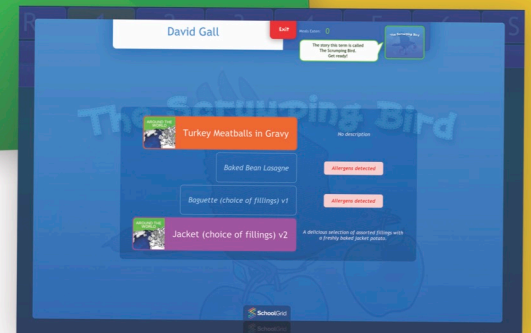 David Gall
Exit
The story this term is called
The Scrumping Bird.
Get ready!
The Scrumping Bird
AROUND THE
WORLD
Turkey Meatballs in Gravy
No description
Baked Bean Lasagne
Allergens detected
Baguette (choice of fillings) v1
Allergens detected
AROUND THE
WORLD
Jacket (choice of fillings) v2
A delicious selection of assorted fillings with
a freshly baked jacket potato.
SchoolGrid